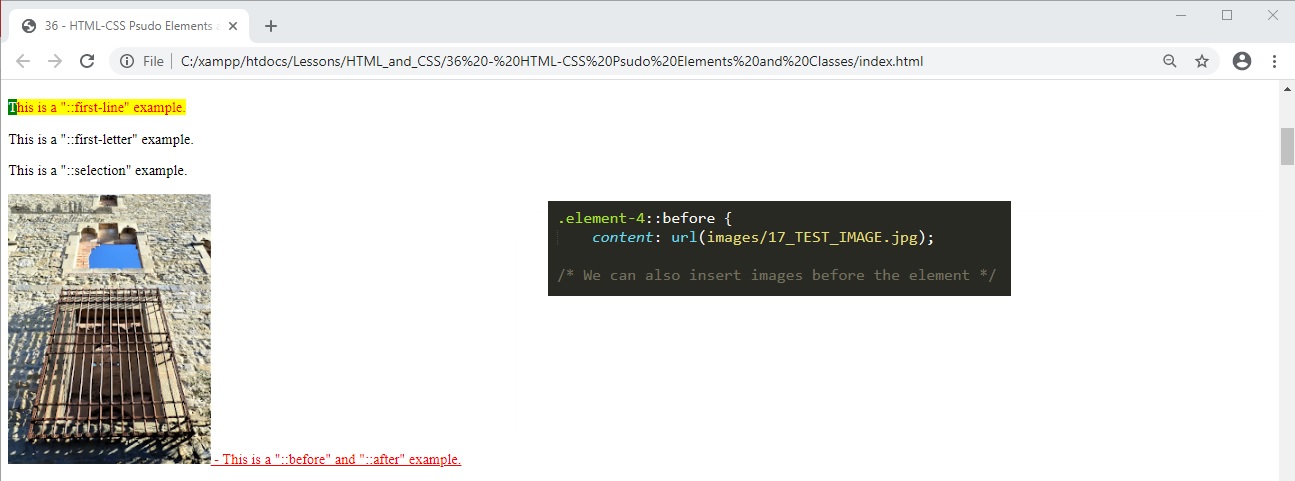 36 - HTML-CSS Psudo Elements
File
C:/xampp/htdocs/Lessons/HTML_and_CSS/36%20-%20HTML-CSS%20Psudo%20Elements%20and%20Classes/index.html
This is a "::first-line" example.
This is a "::first-letter" example.
This is a "::selection" example.
.element-4::before {
content: url(images/17_TEST_IMAGE.jpg);
/* We can also insert images before the element */
- This is a "::before" and "::after" example.